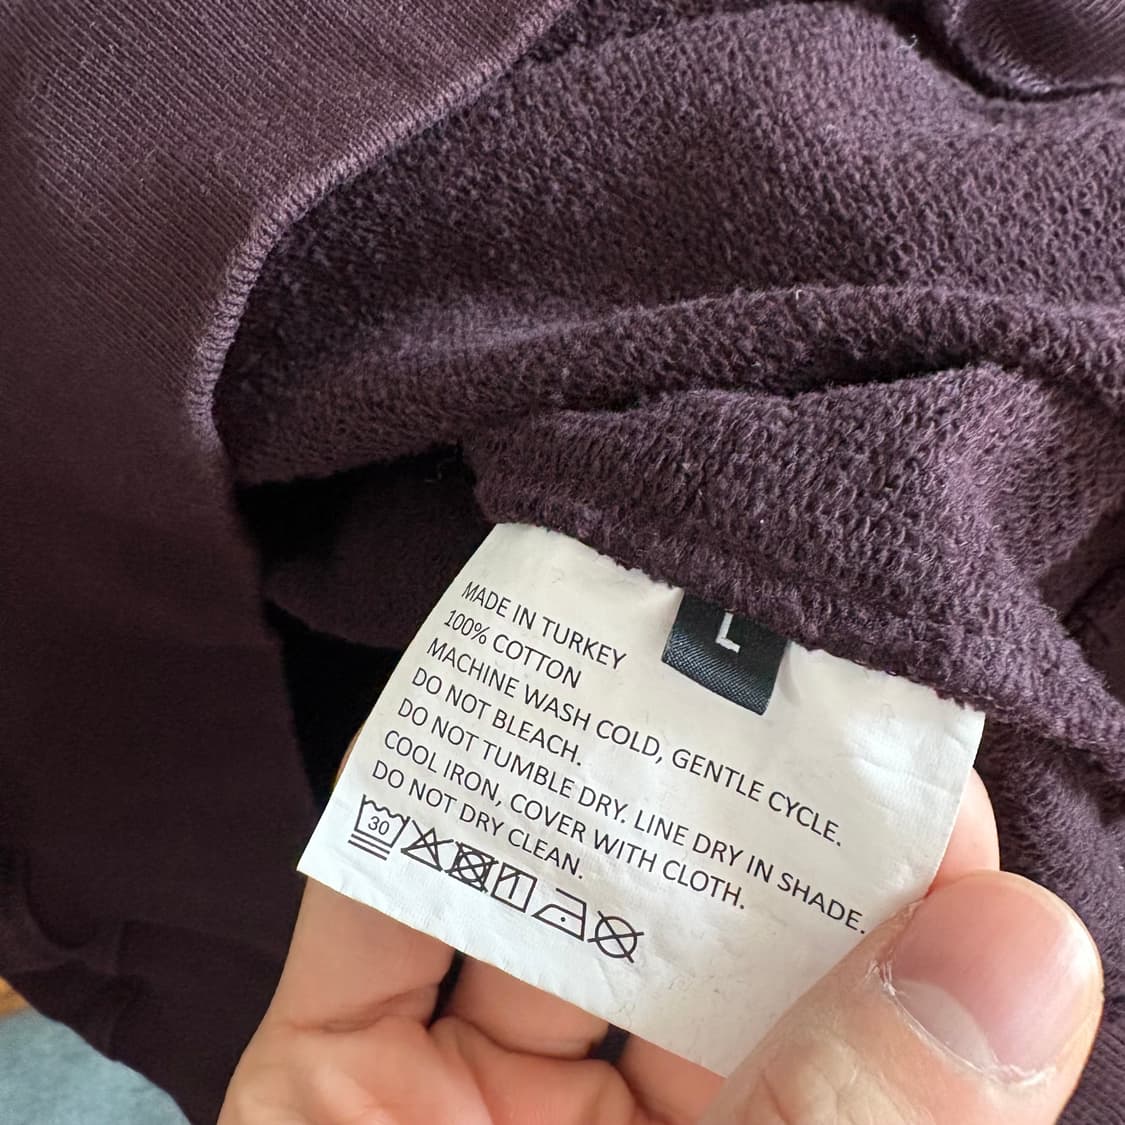 L
MADE IN TURKEY
100% COTTON
MACHINE WASH COLD, GENTLE CYCLE.
DO NOT BLEACH.
DO NOT TUMBLE DRY. LINE DRY IN SHADE.
COOL IRON, COVER WITH CLOTH.
DO NOT DRY CLEAN.
30